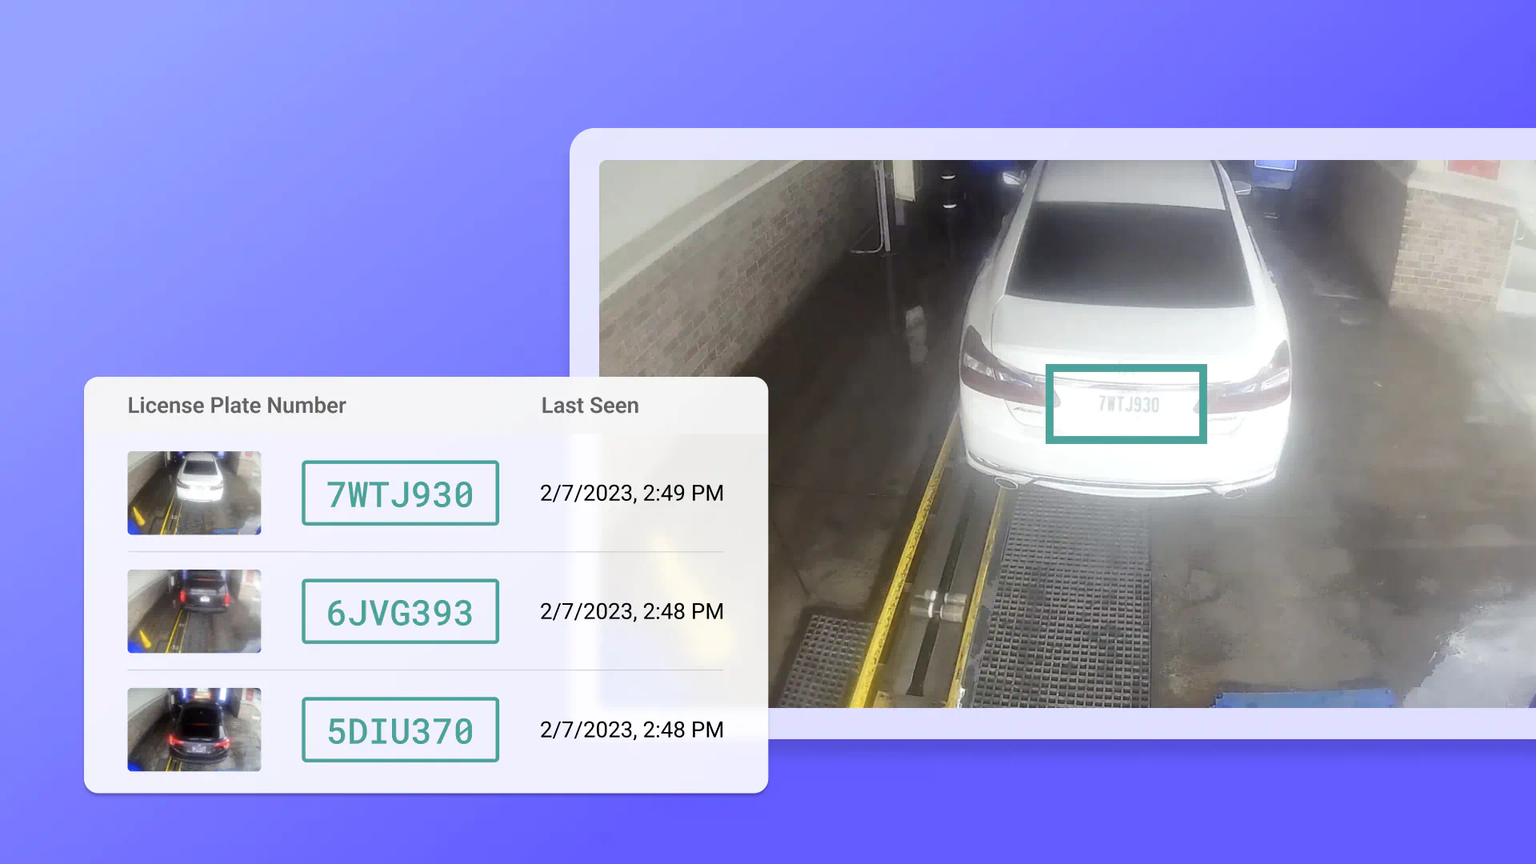 License Plate Number Last Seen
7WTJ930 2/7/2023, 2:49 PM
6JVG393 2/7/2023, 2:48 PM
5DIU370 2/7/2023, 2:48 PM
7WTJ930